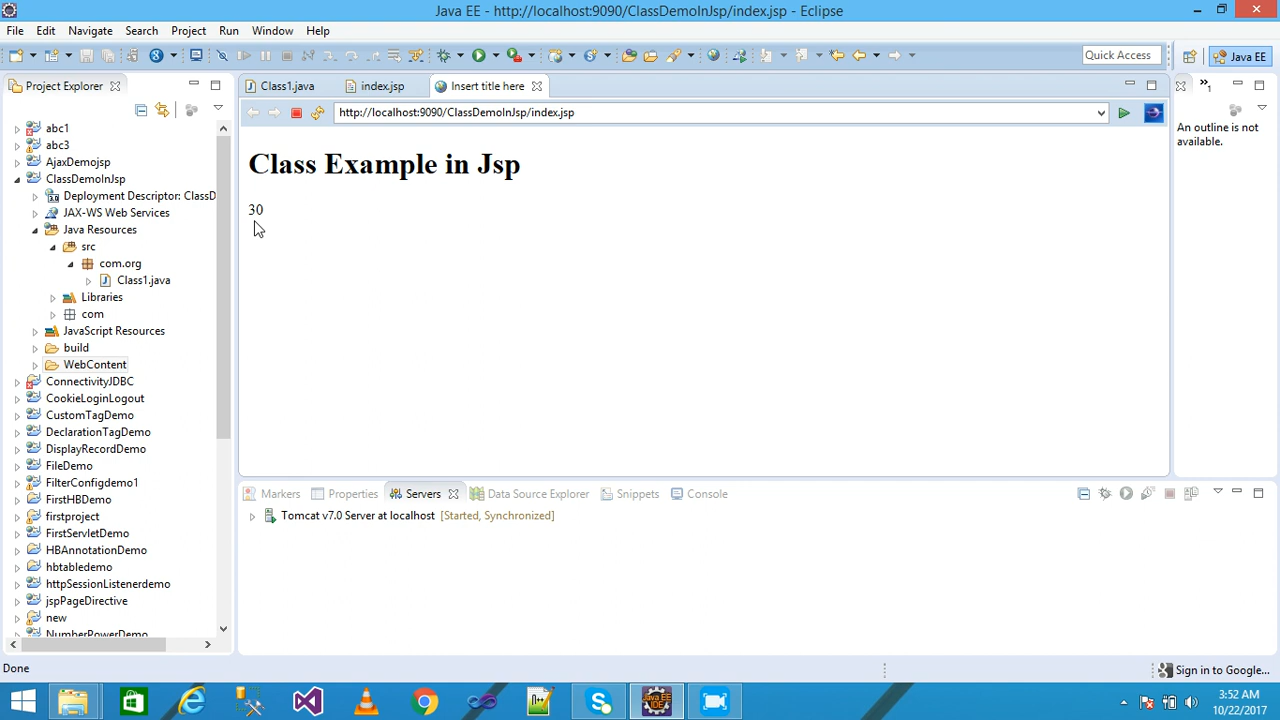 Java EE - http://localhost:9090/ClassDemoInJsp/index.jsp - Eclipse
File Edit Navigate Search Project Run Window Help
Quick Access
Java EE
Project Explorer
Class1.java
index.jsp
Insert title here
http://localhost:9090/ClassDemoInJsp/index.jsp
An outline is not
available.
Class Example in Jsp
30
abc1
abc3
AjaxDemojsp
ClassDemoInJsp
Deployment Descriptor: ClassD
JAX-WS Web Services
Java Resources
src
com.org
Class1.java
Libraries
com
JavaScript Resources
build
WebContent
ConnectivityJDBC
CookieLoginLogout
CustomTagDemo
DeclarationTagDemo
DisplayRecordDemo
FileDemo
FilterConfigdemo1
FirstHBDemo
firstproject
FirstServletDemo
HBAnnotationDemo
hbtabledemo
httpSessionListenerdemo
jspPageDirective
new
NumberPowerDemo
Markers Properties Servers Data Source Explorer Snippets Console
Tomcat v7.0 Server at localhost [Started, Synchronized]
Done
Sign in to Google...
3:52 AM
10/22/2017